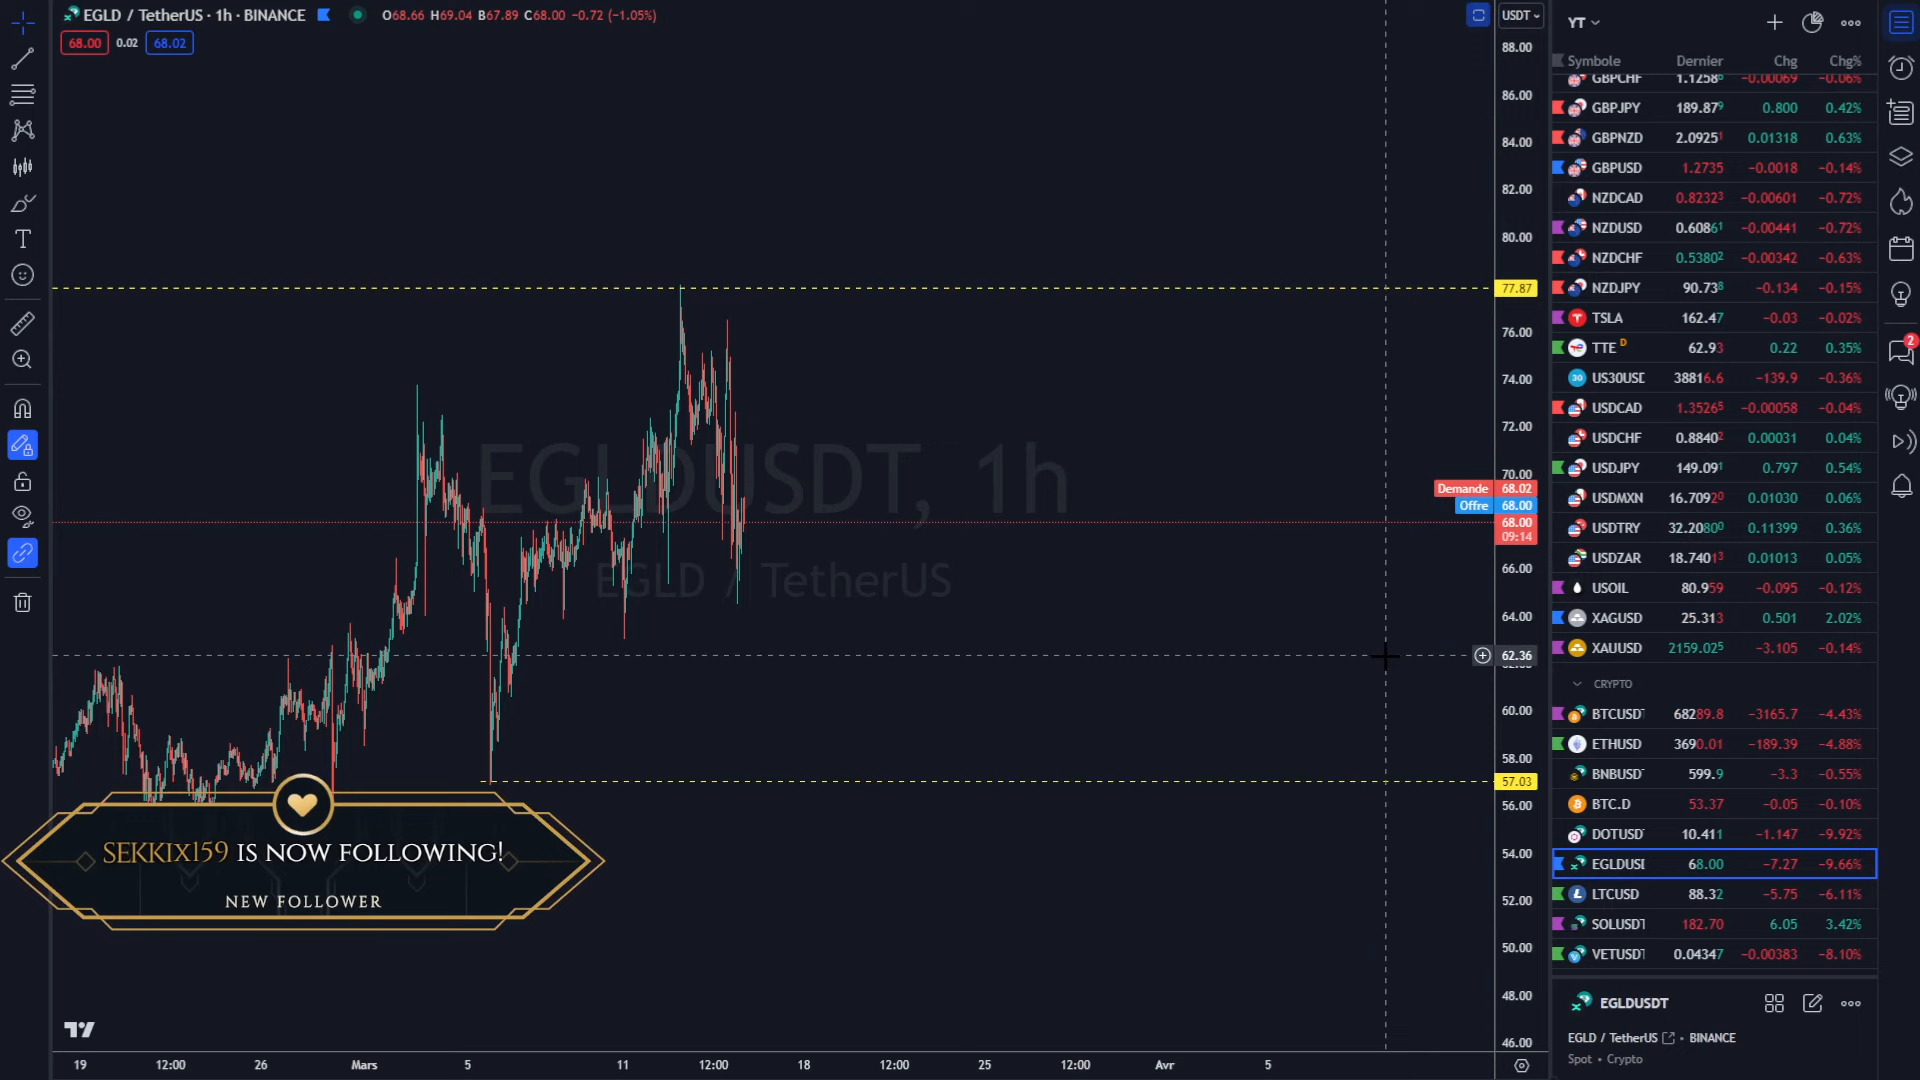 EGLD / TetherUS · 1h · BINANCE
O68.66 H69.04 B67.89 C68.00 −0.72 (−1.05%)
68.00 0.02 68.02
USDT
88.00
86.00
84.00
82.00
80.00
77.87
76.00
74.00
72.00
70.00
Demande 68.02
Offre 68.00
68.00
09:14
66.00
64.00
62.36
60.00
58.00
57.03
56.00
54.00
52.00
50.00
48.00
46.00
EGLDUSDT, 1h
EGLD / TetherUS
SEKKIX159 IS NOW FOLLOWING!
NEW FOLLOWER
19 12:00 26 Mars 5 11 12:00 18 12:00 25 12:00 Avr 5
YT
Symbole Dernier Chg Chg%
GBPCHF 1.1258⁶ −0.00069 −0.06%
GBPJPY 189.87⁹ 0.800 0.42%
GBPNZD 2.0925¹ 0.01318 0.63%
GBPUSD 1.2735 −0.0018 −0.14%
NZDCAD 0.8232³ −0.00601 −0.72%
NZDUSD 0.6086¹ −0.00441 −0.72%
NZDCHF 0.5380² −0.00342 −0.63%
NZDJPY 90.73⁸ −0.134 −0.15%
TSLA 162.47 −0.03 −0.02%
TTE D 62.93 0.22 0.35%
30 US30USD 38816.6 −139.9 −0.36%
USDCAD 1.3526⁵ −0.00058 −0.04%
USDCHF 0.8840² 0.00031 0.04%
USDJPY 149.09¹ 0.797 0.54%
USDMXN 16.7092⁰ 0.01030 0.06%
USDTRY 32.2080⁰ 0.11399 0.36%
USDZAR 18.7401³ 0.01013 0.05%
USOIL 80.959 −0.095 −0.12%
XAGUSD 25.313 0.501 2.02%
XAUUSD 2159.02⁵ −3.105 −0.14%
CRYPTO
BTCUSDT 68289.8 −3165.7 −4.43%
ETHUSD 3690.01 −189.39 −4.88%
BNBUSDT 599.9 −3.3 −0.55%
BTC.D 53.37 −0.05 −0.10%
DOTUSDT 10.411 −1.147 −9.92%
EGLDUSD 68.00 −7.27 −9.66%
LTCUSD 88.32 −5.75 −6.11%
SOLUSDT 182.70 6.05 3.42%
VETUSDT 0.04347 −0.00383 −8.10%
EGLDUSDT
EGLD / TetherUS · BINANCE
Spot · Crypto
2